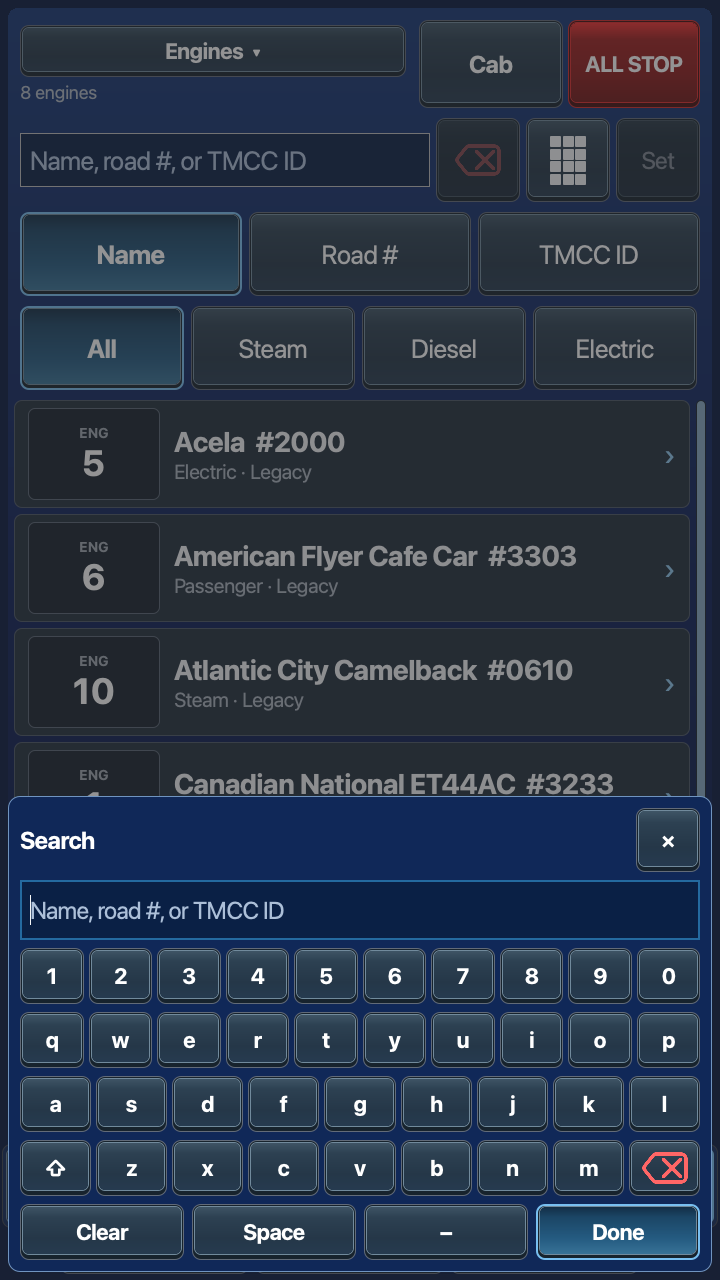 Engines ▾
Cab
ALL STOP
8 engines
Name, road #, or TMCC ID
Set
Name
Road #
TMCC ID
All
Steam
Diesel
Electric
ENG
5
Acela #2000
Electric · Legacy
›
ENG
6
American Flyer Cafe Car #3303
Passenger · Legacy
›
ENG
10
Atlantic City Camelback #0610
Steam · Legacy
›
ENG
Canadian National ET44AC #3233
Search
×
Name, road #, or TMCC ID
1 2 3 4 5 6 7 8 9 0
q w e r t y u i o p
a s d f g h j k l
z x c v b n m
Clear Space – Done